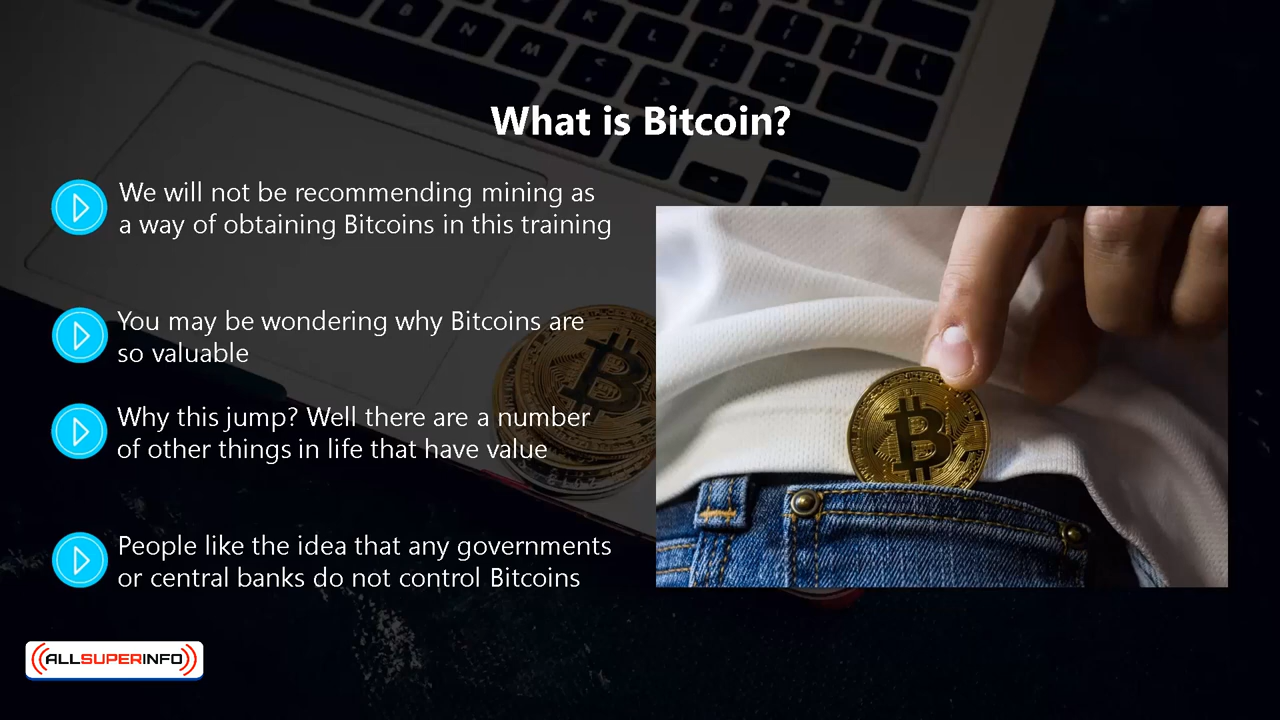 What is Bitcoin?
We will not be recommending mining as
a way of obtaining Bitcoins in this training
You may be wondering why Bitcoins are
so valuable
Why this jump? Well there are a number
of other things in life that have value
People like the idea that any governments
or central banks do not control Bitcoins
ALLSUPERINFO